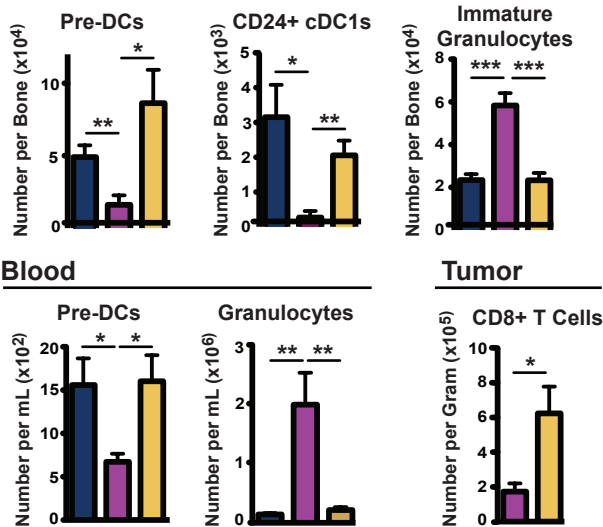 Pre-DCs
Number per Bone (x10⁴)
10
5
0
**
*
CD24+ cDC1s
Number per Bone (x10³)
5
4
3
2
1
0
*
**
Immature
Granulocytes
Number per Bone (x10⁴)
8
6
4
2
0
***
***
Blood
Pre-DCs
Number per mL (x10²)
20
15
10
5
0
*
*
Granulocytes
Number per mL (x10⁶)
3
2
1
0
**
**
Tumor
CD8+ T Cells
Number per Gram (x10⁵)
10
8
6
4
2
0
*